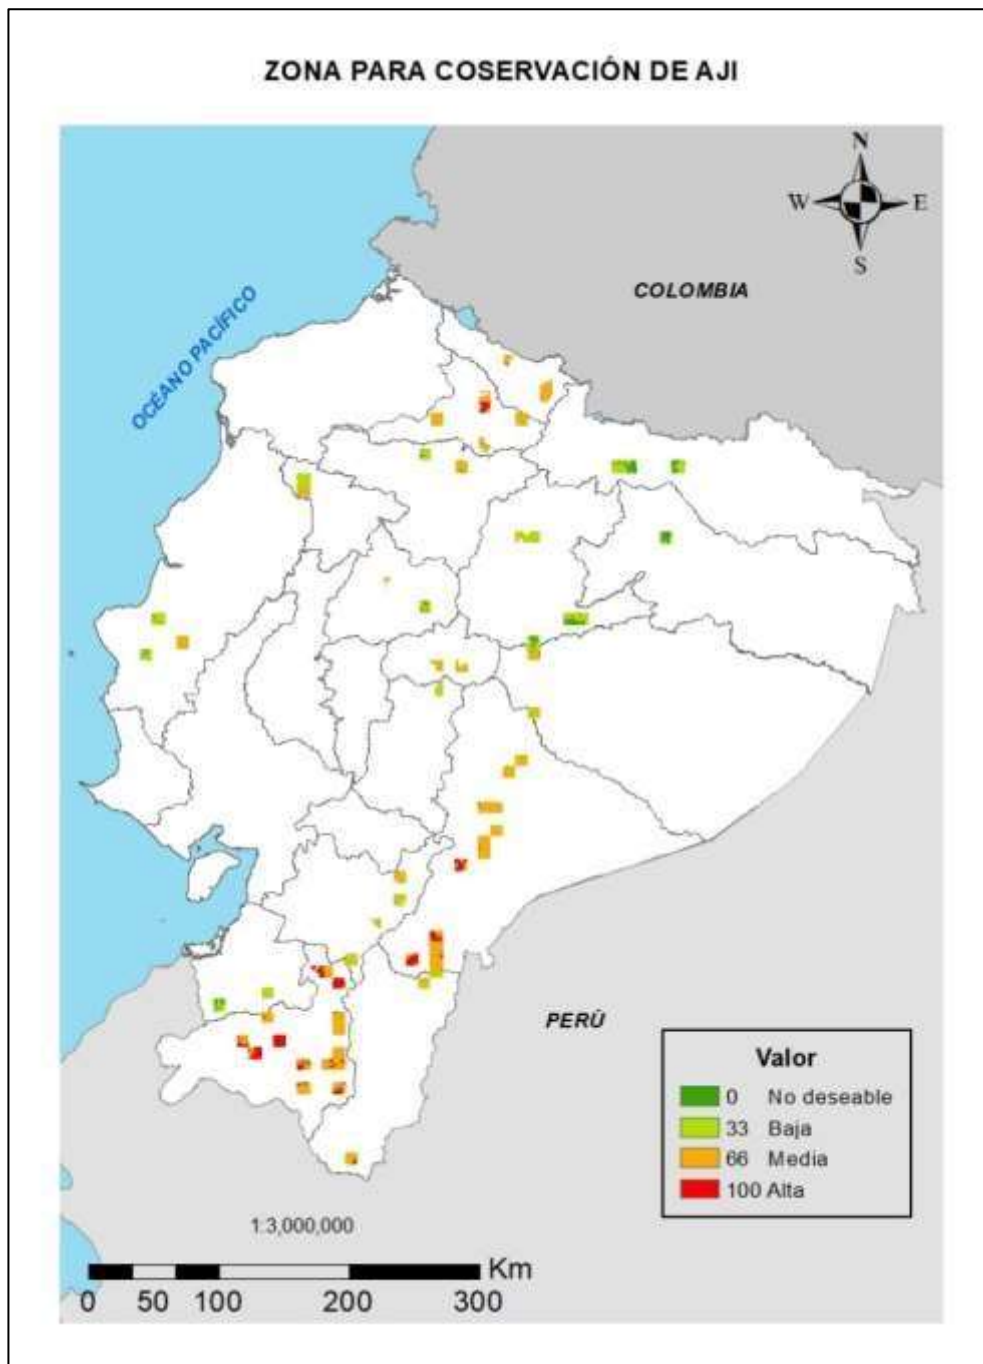 ZONA PARA COSERVACIÓN DE AJI
N
W
E
S
COLOMBIA
OCÉANO PACÍFICO
PERÚ
Valor
0 No deseable
33 Baja
66 Media
100 Alta
1:3,000,000
Km
0 50 100 200 300